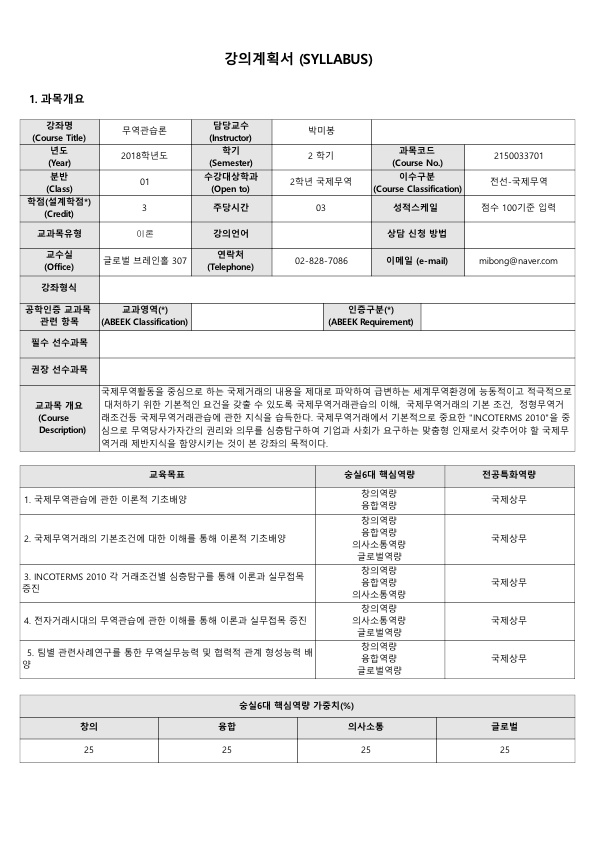 강의계획서 (SYLLABUS)
1. 과목개요
강좌명
(Course Title)
무역관습론
담당교수
(Instructor)
박미봉
년도
(Year)
2018학년도
학기
(Semester)
2 학기
과목코드
(Course No.)
2150033701
분반
(Class)
01
수강대상학과
(Open to)
2학년 국제무역
이수구분
(Course Classification)
전선-국제무역
학점(설계학점*)
(Credit)
3
주당시간
03
성적스케일
점수 100기준 입력
교과목유형
이론
강의언어
상담 신청 방법
교수실
(Office)
글로벌 브레인홀 307
연락처
(Telephone)
02-828-7086
이메일 (e-mail)
mibong@naver.com
강좌형식
공학인증 교과목
관련 항목
교과영역(*)
(ABEEK Classification)
인증구분(*)
(ABEEK Requirement)
필수 선수과목
권장 선수과목
교과목 개요
(Course
Description)
국제무역활동을 중심으로 하는 국제거래의 내용을 제대로 파악하여 급변하는 세계무역환경에 능동적이고 적극적으로
대처하기 위한 기본적인 요건을 갖출 수 있도록 국제무역거래관습의 이해, 국제무역거래의 기본 조건, 정형무역거
래조건등 국제무역거래관습에 관한 지식을 습득한다. 국제무역거래에서 기본적으로 중요한 "INCOTERMS 2010"을 중
심으로 무역당사가자간의 권리와 의무를 심층탐구하여 기업과 사회가 요구하는 맞춤형 인재로서 갖추어야 할 국제무
역거래 제반지식을 함양시키는 것이 본 강좌의 목적이다.
교육목표
숭실6대 핵심역량
전공특화역량
1. 국제무역관습에 관한 이론적 기초배양
창의역량
융합역량
국제상무
2. 국제무역거래의 기본조건에 대한 이해를 통해 이론적 기초배양
창의역량
융합역량
의사소통역량
글로벌역량
국제상무
3. INCOTERMS 2010 각 거래조건별 심층탐구를 통해 이론과 실무접목
증진
창의역량
융합역량
의사소통역량
국제상무
4. 전자거래시대의 무역관습에 관한 이해를 통해 이론과 실무접목 증진
창의역량
의사소통역량
글로벌역량
국제상무
5. 팀별 관련사례연구를 통한 무역실무능력 및 협력적 관계 형성능력 배
양
창의역량
융합역량
의사소통역량
국제상무
숭실6대 핵심역량 가중치(%)
창의
융합
의사소통
글로벌
25
25
25
25